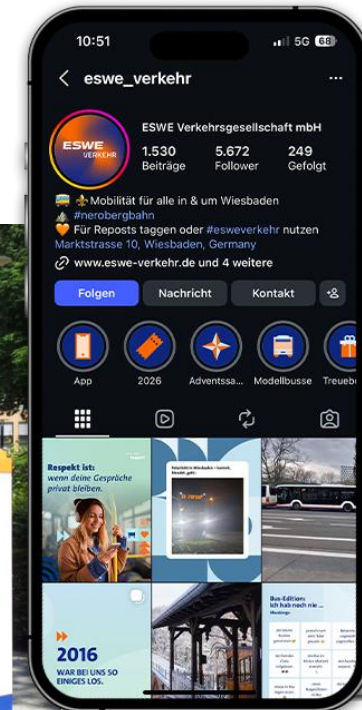 10:51
5G 68
eswe_verkehr
ESWE
VERKEHR
ESWE Verkehrsgesellschaft mbH
1.530 5.672 249
Beiträge Follower Gefolgt
Mobilität für alle in & um Wiesbaden
#nerobergbahn
Für Reposts taggen oder #esweverkehr nutzen
Marktstrasse 10, Wiesbaden, Germany
www.eswe-verkehr.de und 4 weitere
Folgen Nachricht Kontakt
App 2026 Adventssa... Modellbusse Treueb
Respekt ist:
wenn deine Gespräche
privat bleiben.
2016
WAR BEI UNS SO
EINIGES LOS.
Bus-Edition:
Ich hab noch nie ...